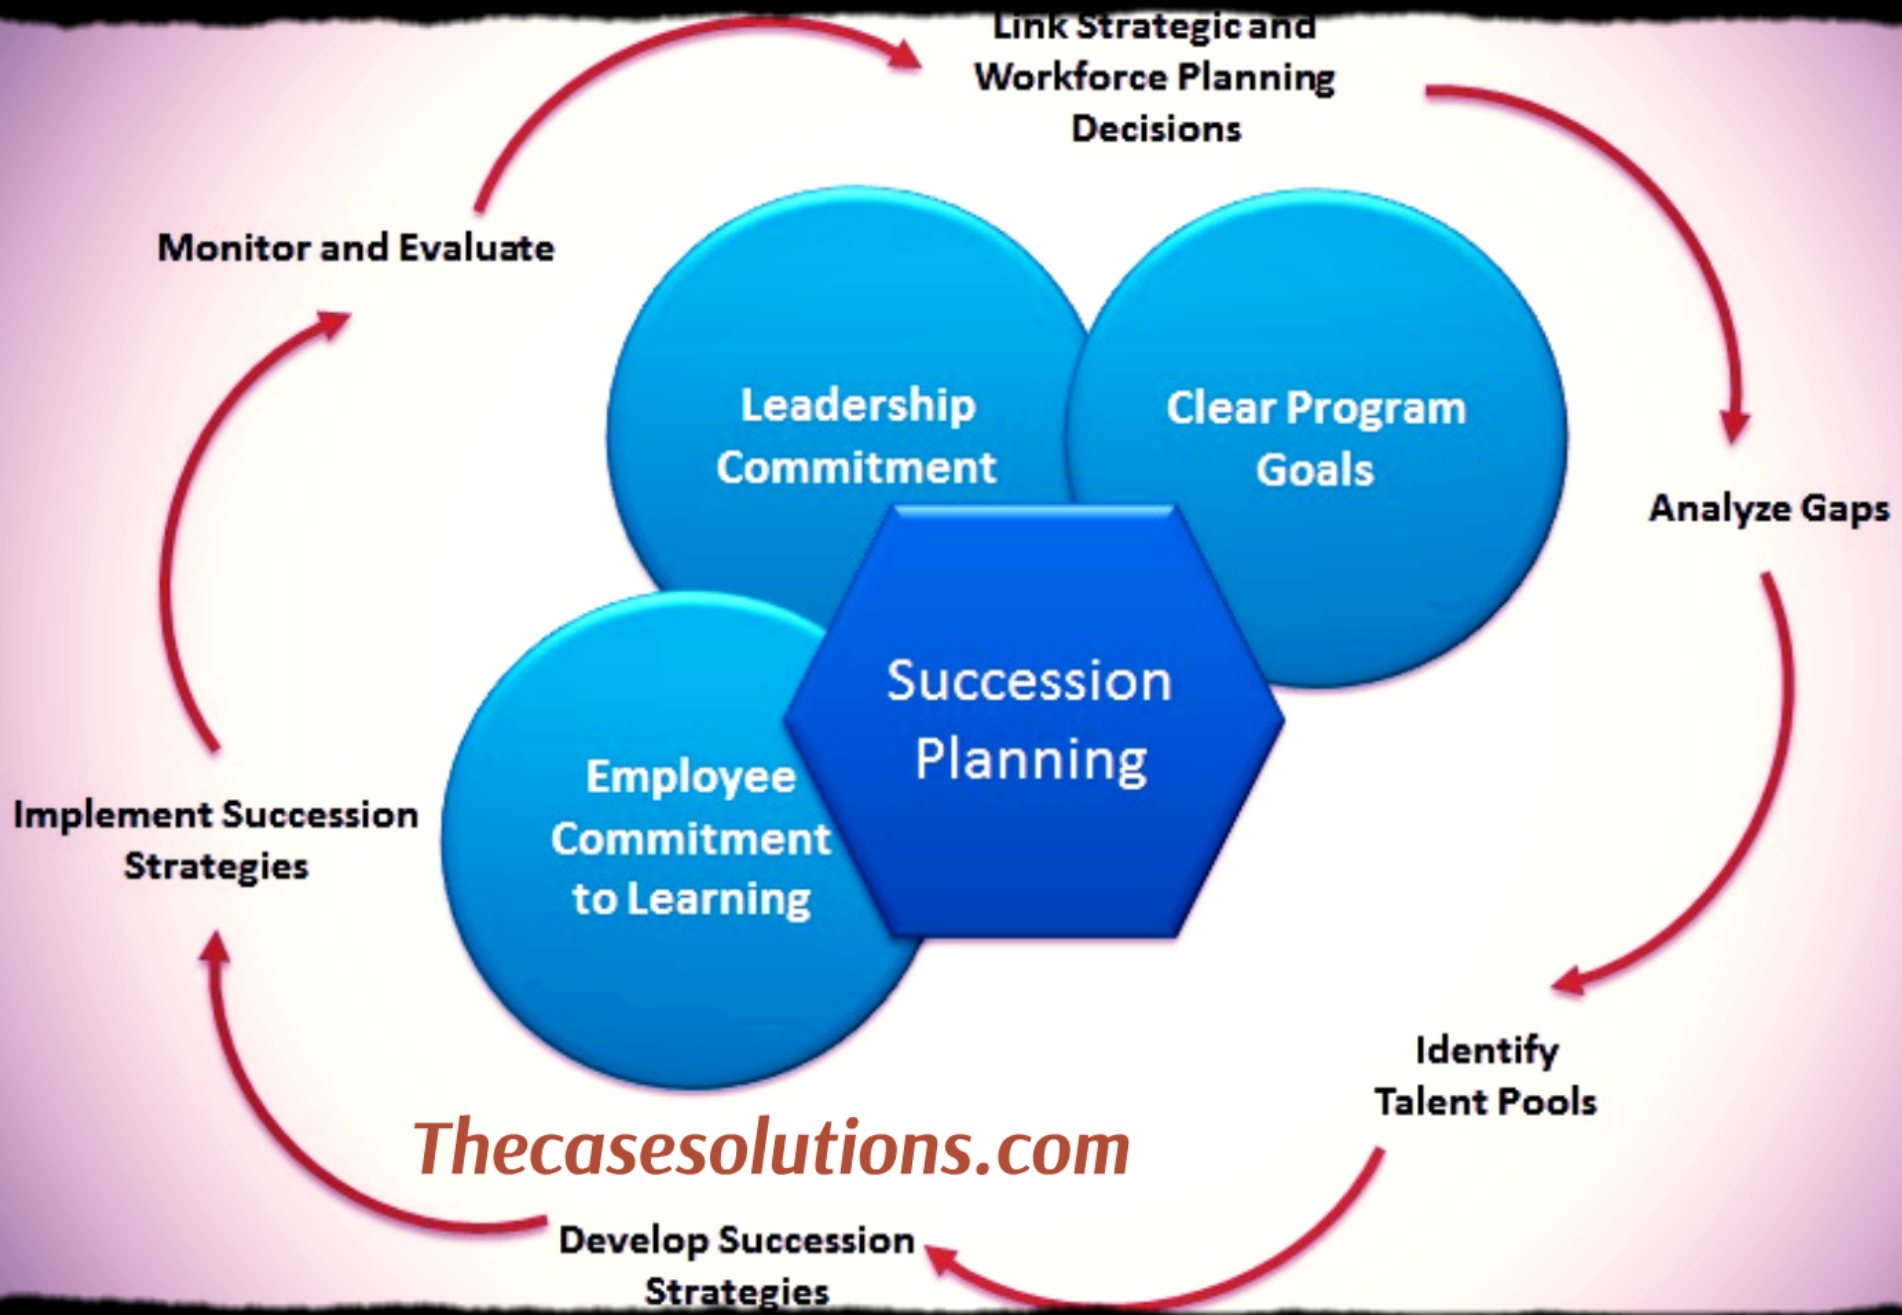 Link Strategic and
Workforce Planning
Decisions
Monitor and Evaluate
Leadership
Commitment
Clear Program
Goals
Analyze Gaps
Succession
Planning
Employee
Commitment
to Learning
Implement Succession
Strategies
Identify
Talent Pools
Thecasesolutions.com
Develop Succession
Strategies